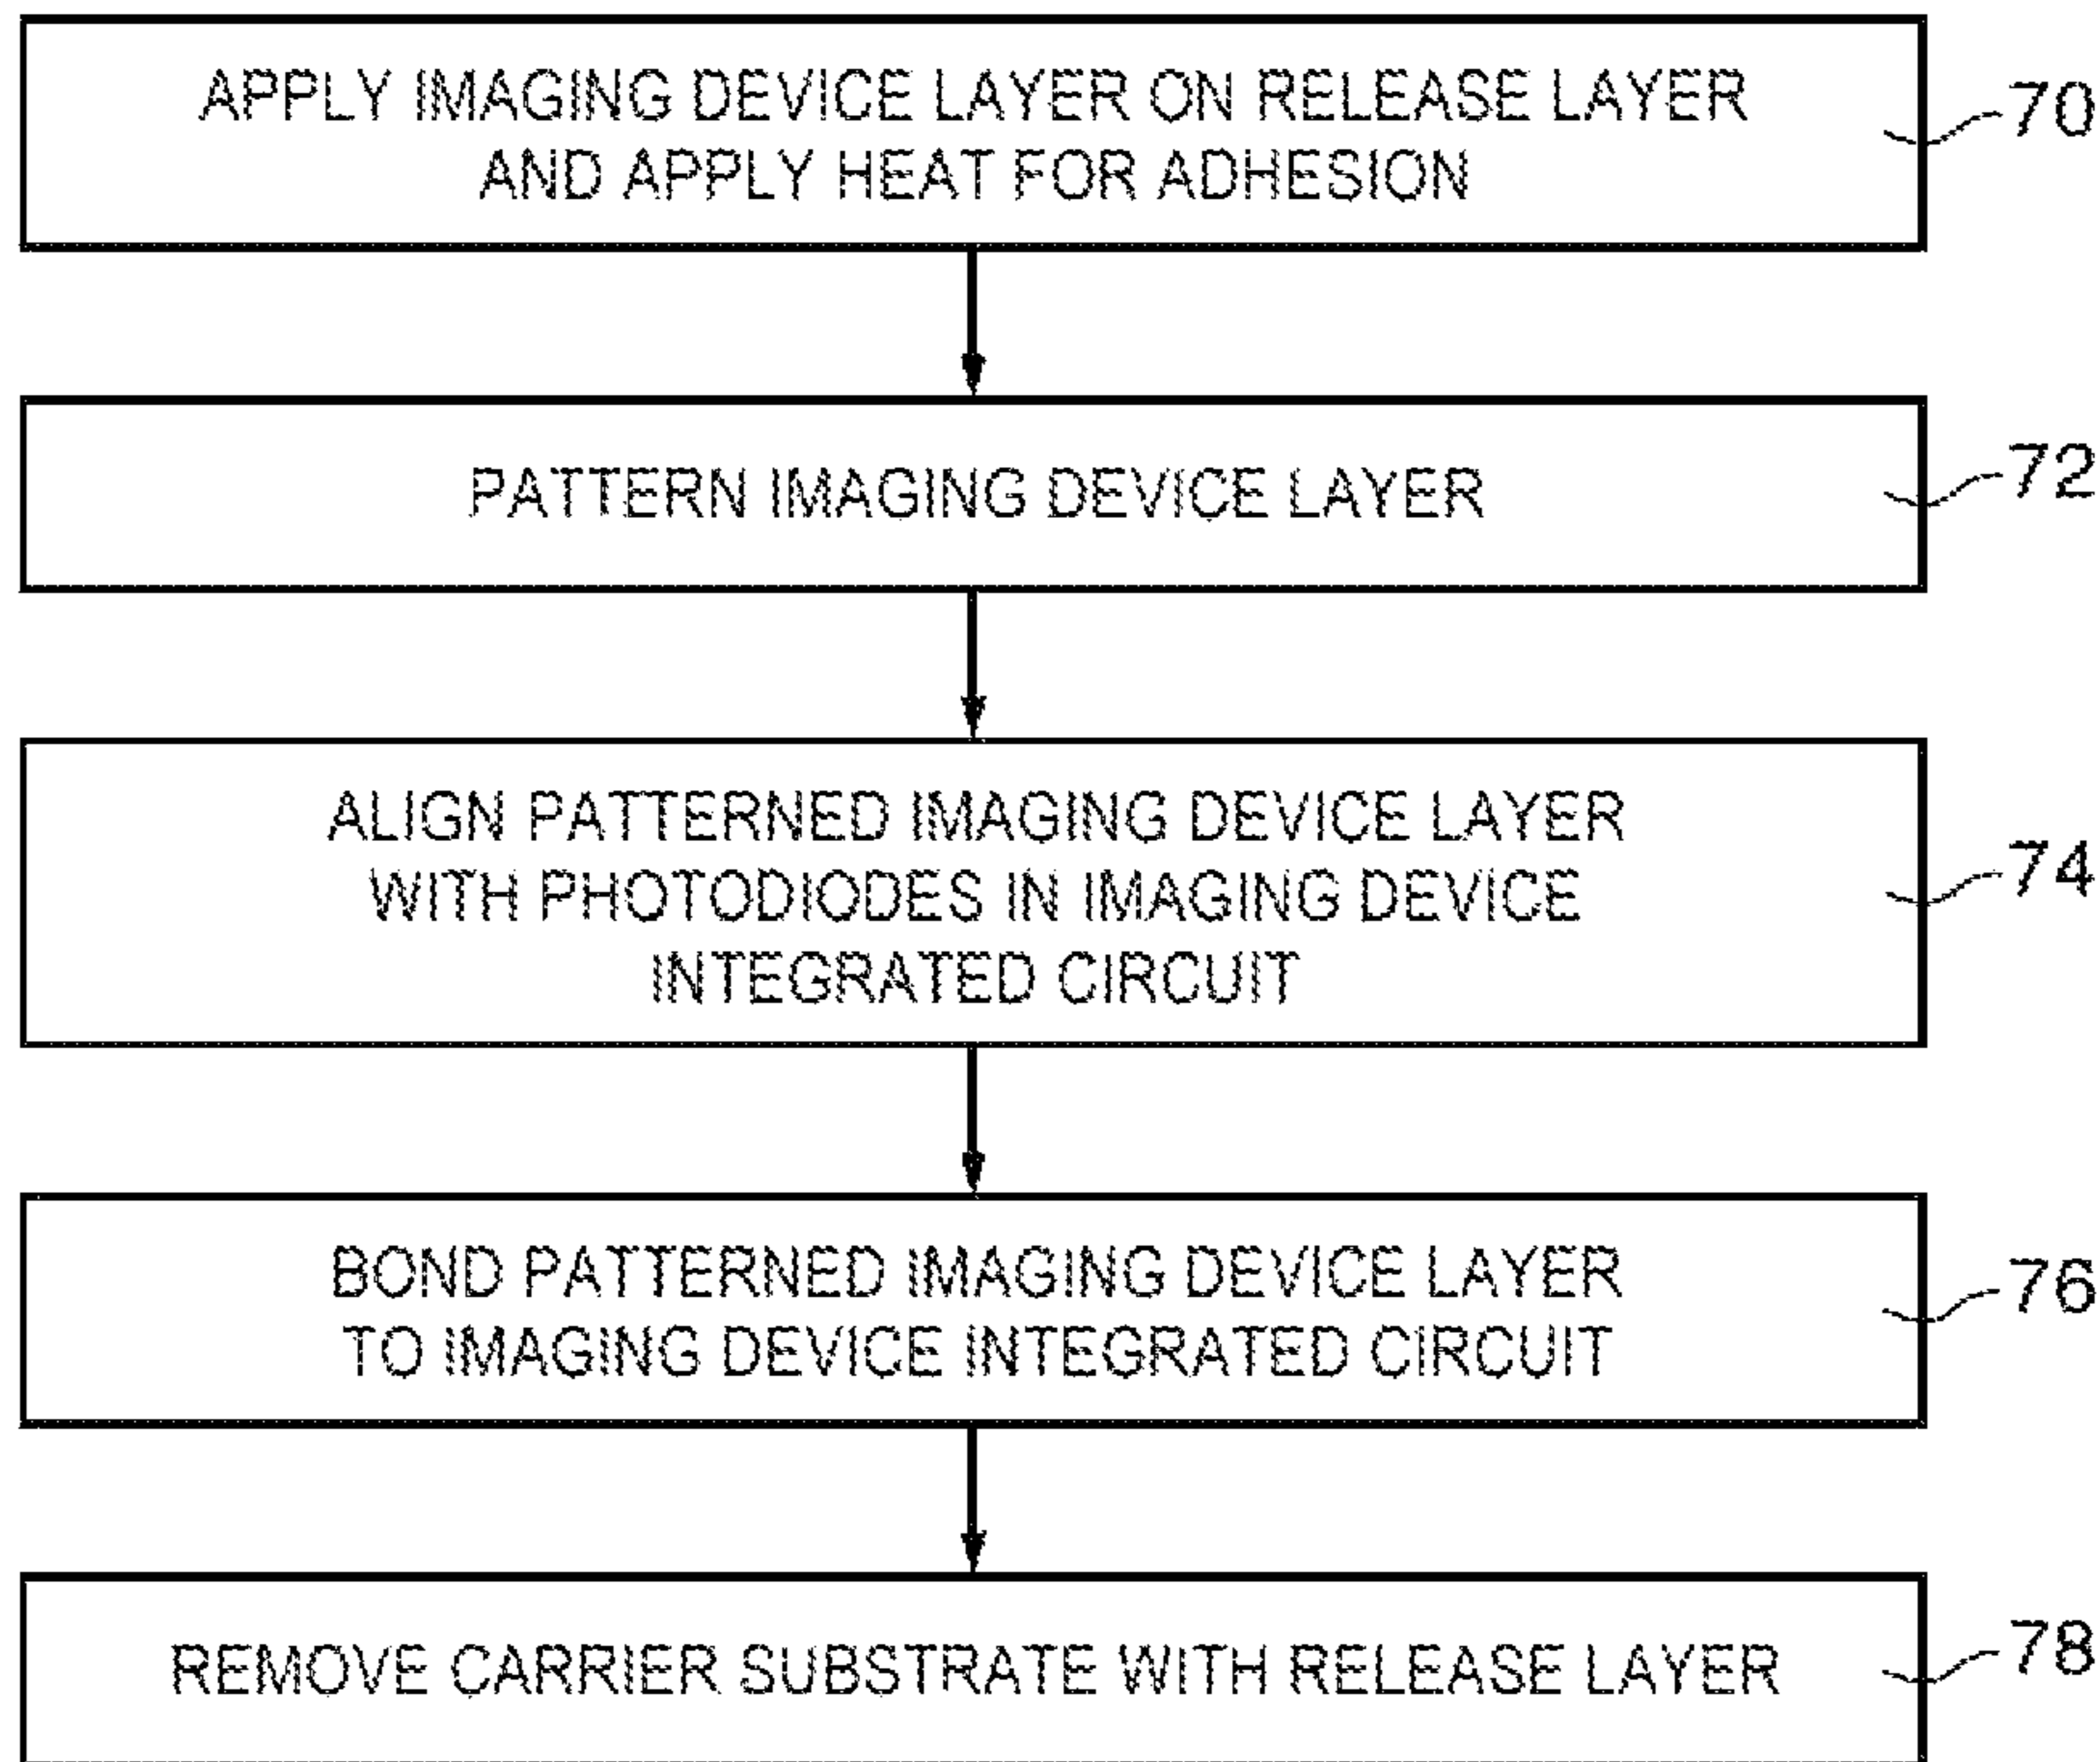 APPLY IMAGING DEVICE LAYER ON RELEASE LAYER
AND APPLY HEAT FOR ADHESION
70
PATTERN IMAGING DEVICE LAYER
72
ALIGN PATTERNED IMAGING DEVICE LAYER
WITH PHOTODIODES IN IMAGING DEVICE
INTEGRATED CIRCUIT
74
BOND PATTERNED IMAGING DEVICE LAYER
TO IMAGING DEVICE INTEGRATED CIRCUIT
76
REMOVE CARRIER SUBSTRATE WITH RELEASE LAYER
78